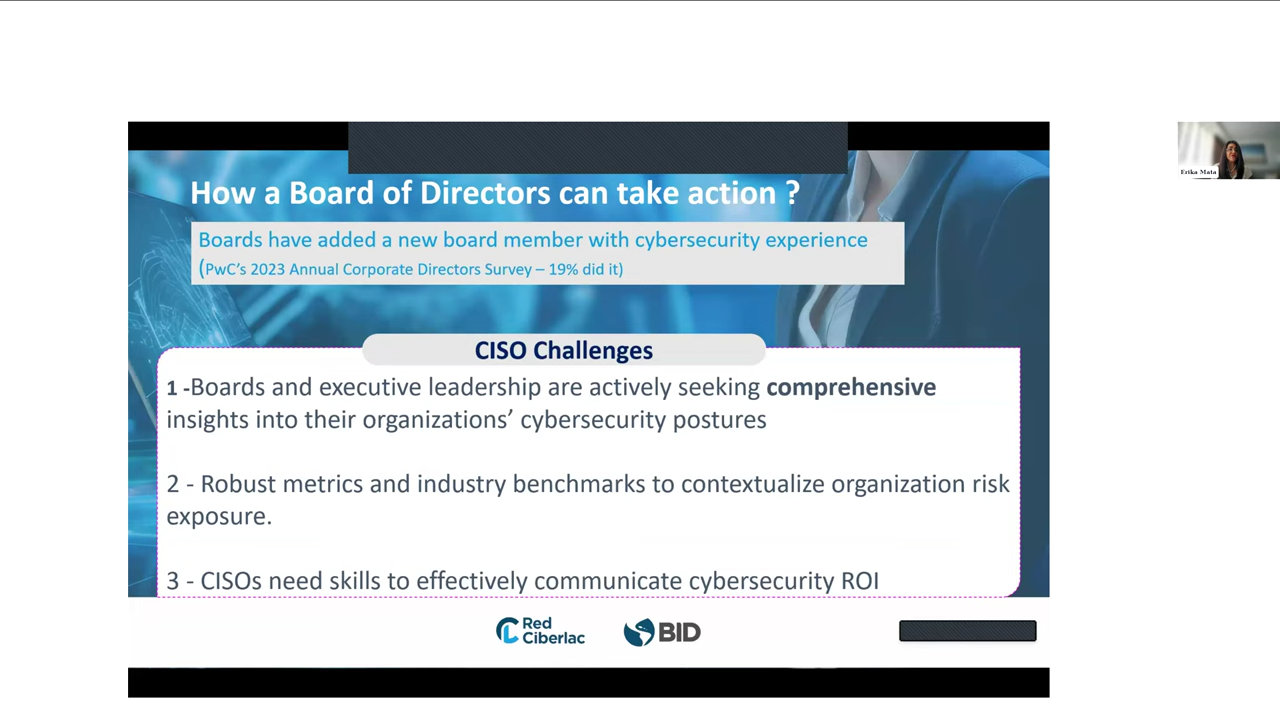 How a Board of Directors can take action ?
Boards have added a new board member with cybersecurity experience
(PwC's 2023 Annual Corporate Directors Survey – 19% did it)
CISO Challenges
1 -Boards and executive leadership are actively seeking comprehensive
insights into their organizations' cybersecurity postures
2 - Robust metrics and industry benchmarks to contextualize organization risk
exposure.
3 - CISOs need skills to effectively communicate cybersecurity ROI
Red
Ciberlac
BID
Erika Mata